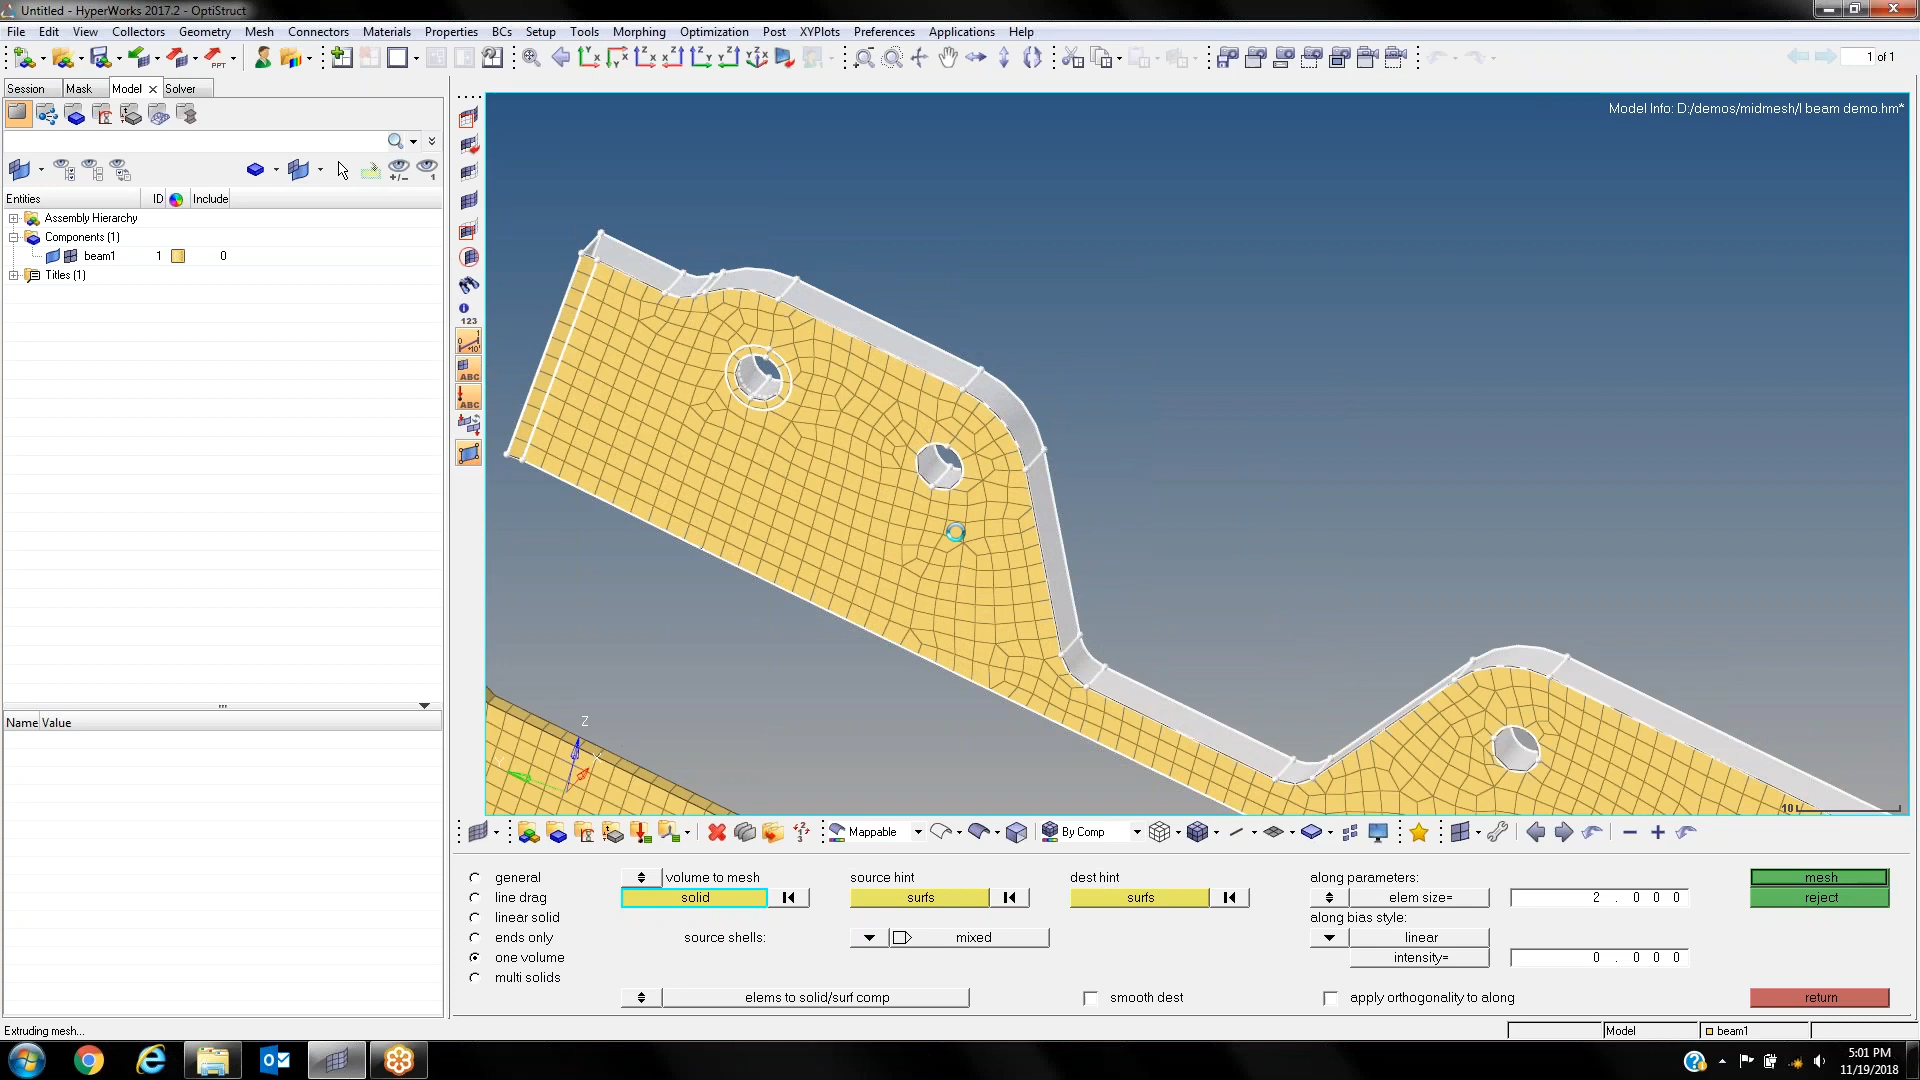 Untitled - HyperWorks 2017.2 - OptiStruct
File Edit View Collectors Geometry Mesh Connectors Materials Properties BCs Setup Tools Morphing Optimization Post XYPlots Preferences Applications Help
1 of 1
Session Mask Model Solver
Model Info: D:/demos/midmesh/I beam demo.hm*
Entities ID Include
Assembly Hierarchy
Components (1)
beam1 1 0
Titles (1)
123
ABC
ABC
Name Value
Z
10
Mappable By Comp
general volume to mesh source hint dest hint along parameters: mesh
line drag solid surfs surfs elem size= 2 . 0 0 0 reject
linear solid along bias style:
ends only source shells: mixed linear
one volume intensity= 0 . 0 0 0
multi solids
elems to solid/surf comp smooth dest apply orthogonality to along return
Extruding mesh... Model beam1
5:01 PM
11/19/2018